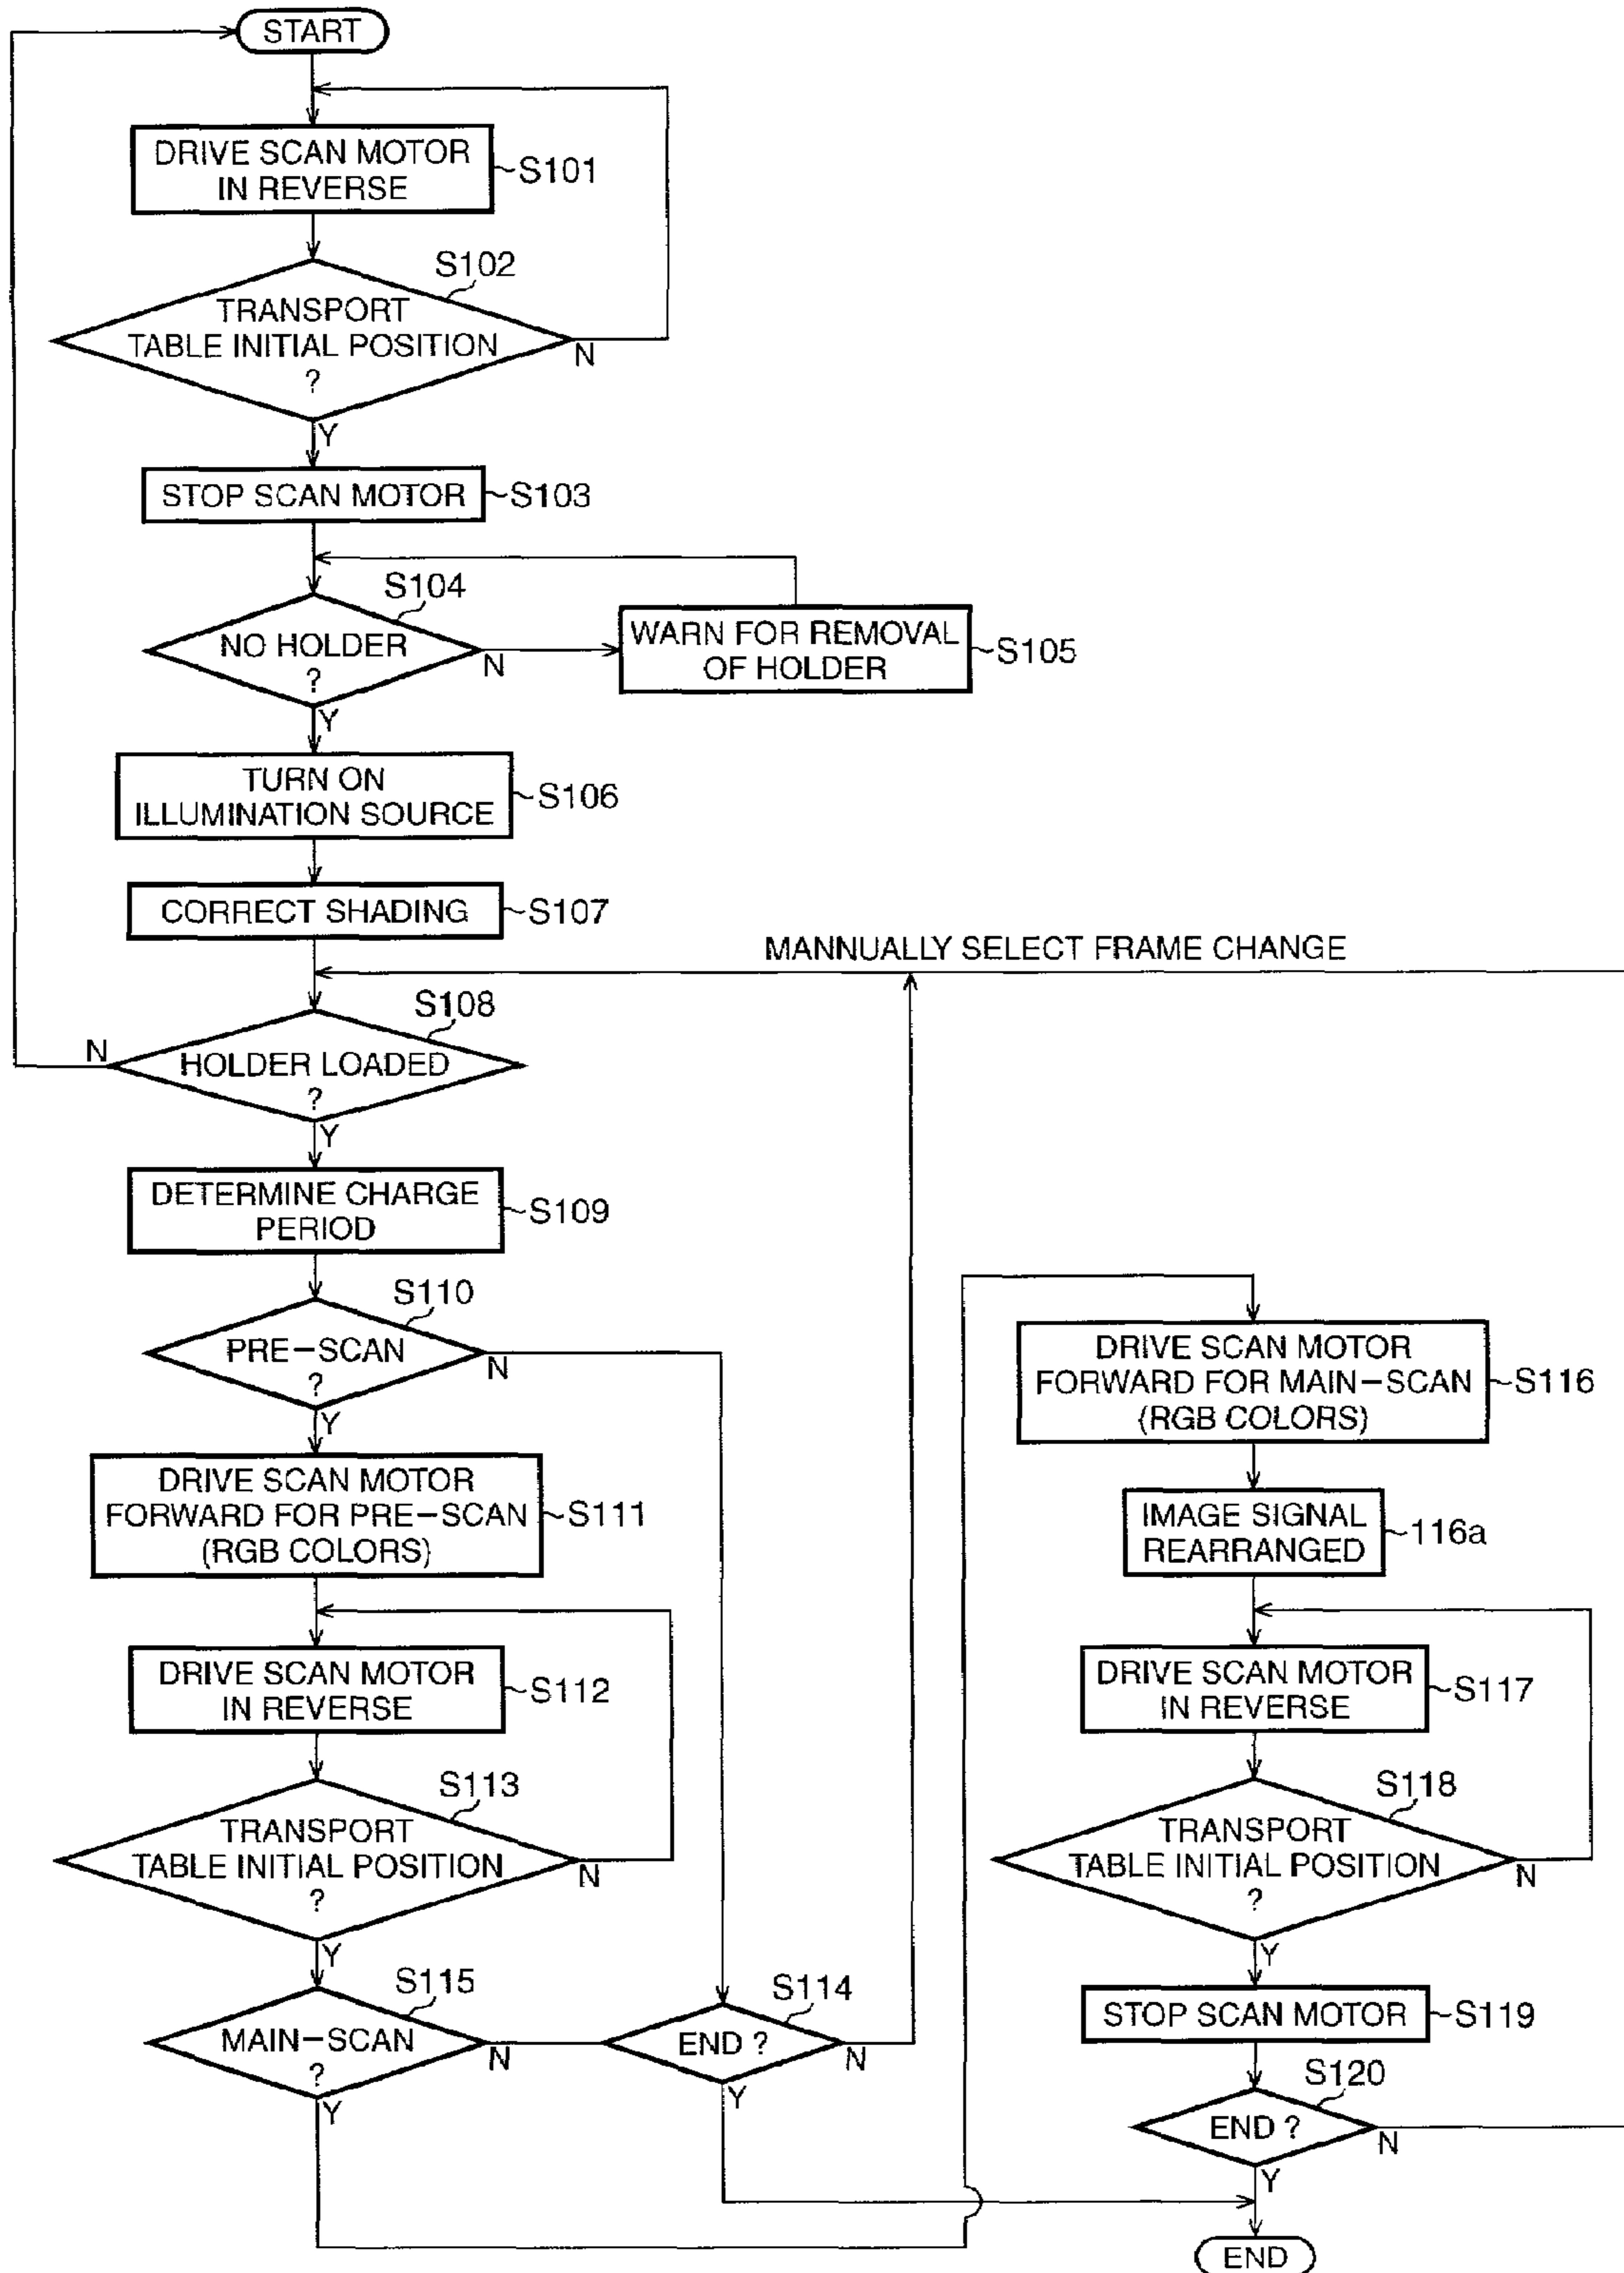 START
DRIVE SCAN MOTOR
IN REVERSE
S101
S102
TRANSPORT
TABLE INITIAL POSITION
?
N
Y
STOP SCAN MOTOR
S103
S104
NO HOLDER
?
N
Y
WARN FOR REMOVAL
OF HOLDER
S105
TURN ON
ILLUMINATION SOURCE
S106
CORRECT SHADING
S107
MANNUALLY SELECT FRAME CHANGE
S108
HOLDER LOADED
?
N
Y
DETERMINE CHARGE
PERIOD
S109
S110
PRE-SCAN
?
N
Y
DRIVE SCAN MOTOR
FORWARD FOR PRE-SCAN
(RGB COLORS)
S111
DRIVE SCAN MOTOR
IN REVERSE
S112
S113
TRANSPORT
TABLE INITIAL POSITION
?
N
Y
S115
MAIN-SCAN
?
N
Y
S114
END ?
N
Y
DRIVE SCAN MOTOR
FORWARD FOR MAIN-SCAN
(RGB COLORS)
S116
IMAGE SIGNAL
REARRANGED
116a
DRIVE SCAN MOTOR
IN REVERSE
S117
S118
TRANSPORT
TABLE INITIAL POSITION
?
N
Y
STOP SCAN MOTOR
S119
S120
END ?
N
Y
END